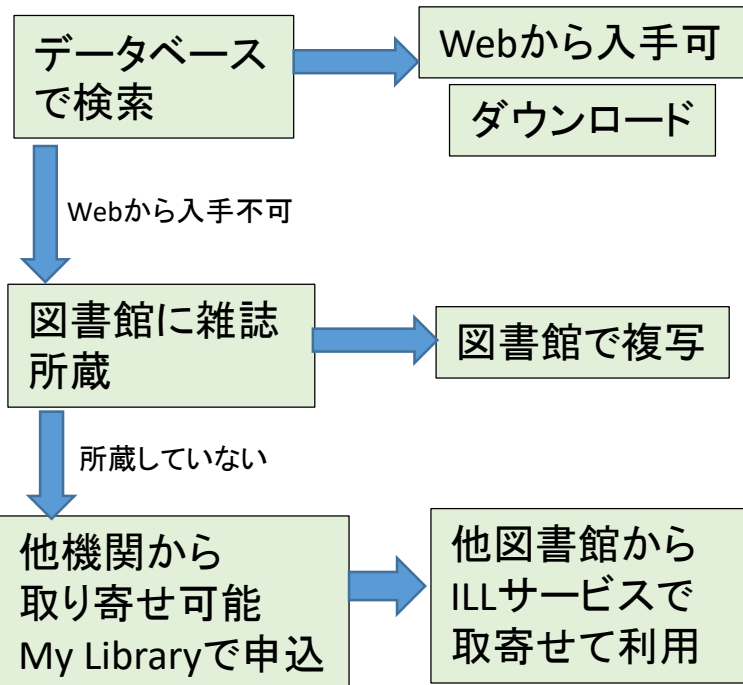 データベース
で検索
Webから入手可
ダウンロード
Webから入手不可
図書館に雑誌
所蔵
図書館で複写
所蔵していない
他機関から
取り寄せ可能
My Libraryで申込
他図書館から
ILLサービスで
取寄せて利用